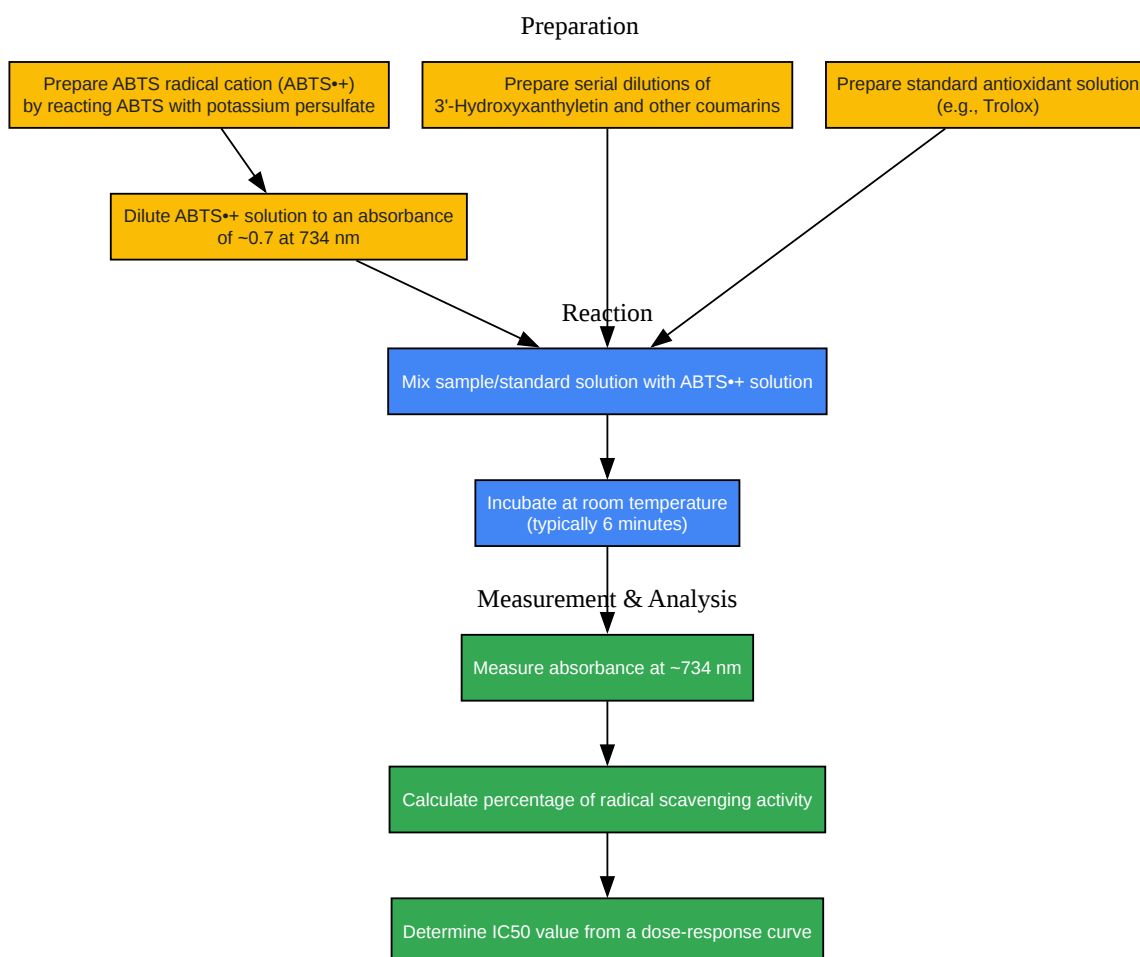 Preparation
Prepare ABTS radical cation (ABTS•+)
by reacting ABTS with potassium persulfate
Prepare serial dilutions of
3'-Hydroxyxanthyletin and other coumarins
Prepare standard antioxidant solution
(e.g., Trolox)
Dilute ABTS•+ solution to an absorbance
of ~0.7 at 734 nm
Reaction
Mix sample/standard solution with ABTS•+ solution
Incubate at room temperature
(typically 6 minutes)
Measurement & Analysis
Measure absorbance at ~734 nm
Calculate percentage of radical scavenging activity
Determine IC50 value from a dose-response curve